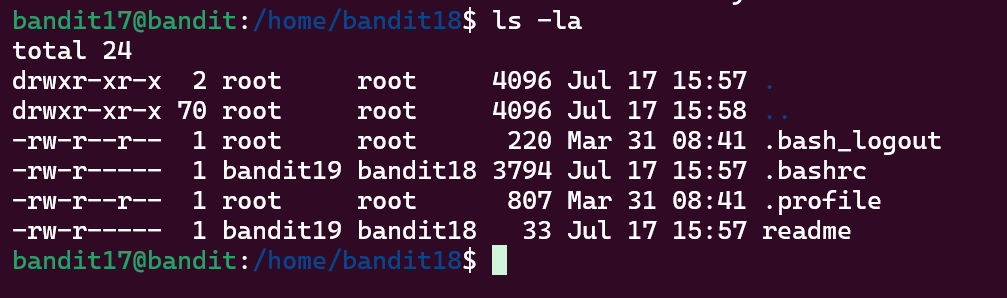 bandit17@bandit:/home/bandit18$ ls -la
total 24
drwxr-xr-x  2 root     root     4096 Jul 17 15:57 .
drwxr-xr-x 70 root     root     4096 Jul 17 15:58 ..
-rw-r--r--  1 root     root      220 Mar 31 08:41 .bash_logout
-rw-r-----  1 bandit19 bandit18 3794 Jul 17 15:57 .bashrc
-rw-r--r--  1 root     root      807 Mar 31 08:41 .profile
-rw-r-----  1 bandit19 bandit18   33 Jul 17 15:57 readme
bandit17@bandit:/home/bandit18$